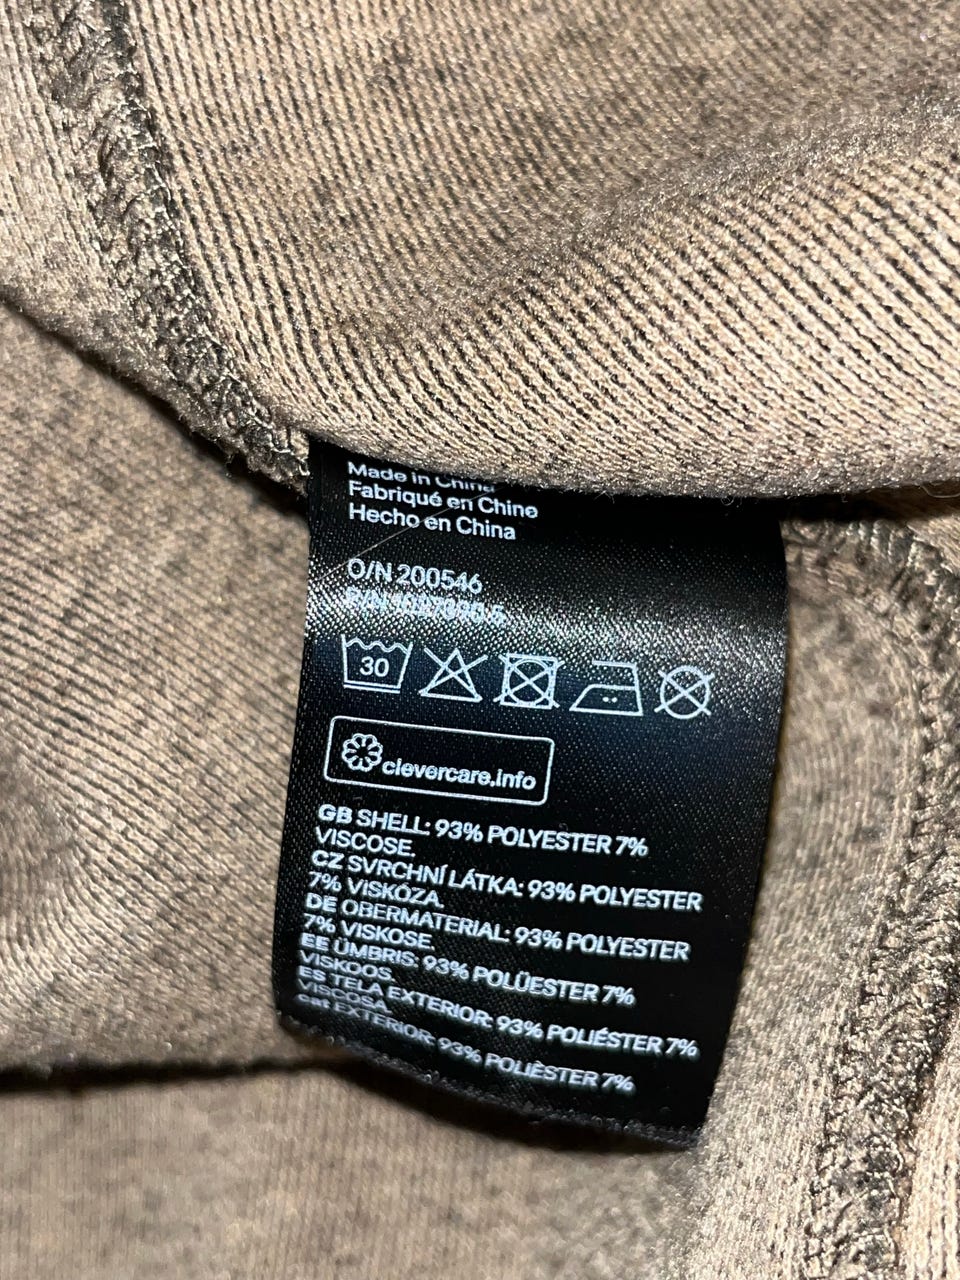 Made in China
Fabriqué en Chine
Hecho en China
O/N 200546
P/N
30
clevercare.info
GB SHELL: 93% POLYESTER 7%
VISCOSE.
CZ SVRCHNÍ LÁTKA: 93% POLYESTER
7% VISKÓZA.
DE OBERMATERIAL: 93% POLYESTER
7% VISKOSE.
EE ÜMBRIS: 93% POLÜESTER 7%
VISKOOS.
ES TELA EXTERIOR: 93% POLIÉSTER 7%
VISCOSA.
cat EXTERIOR: 93% POLIÈSTER 7%